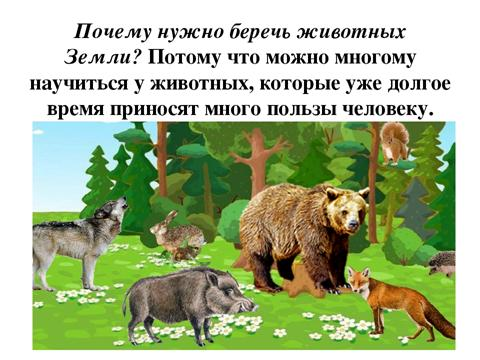 Почему нужно беречь животных
Земли? Потому что можно многому
научиться у животных, которые уже долгое
время приносят много пользы человеку.